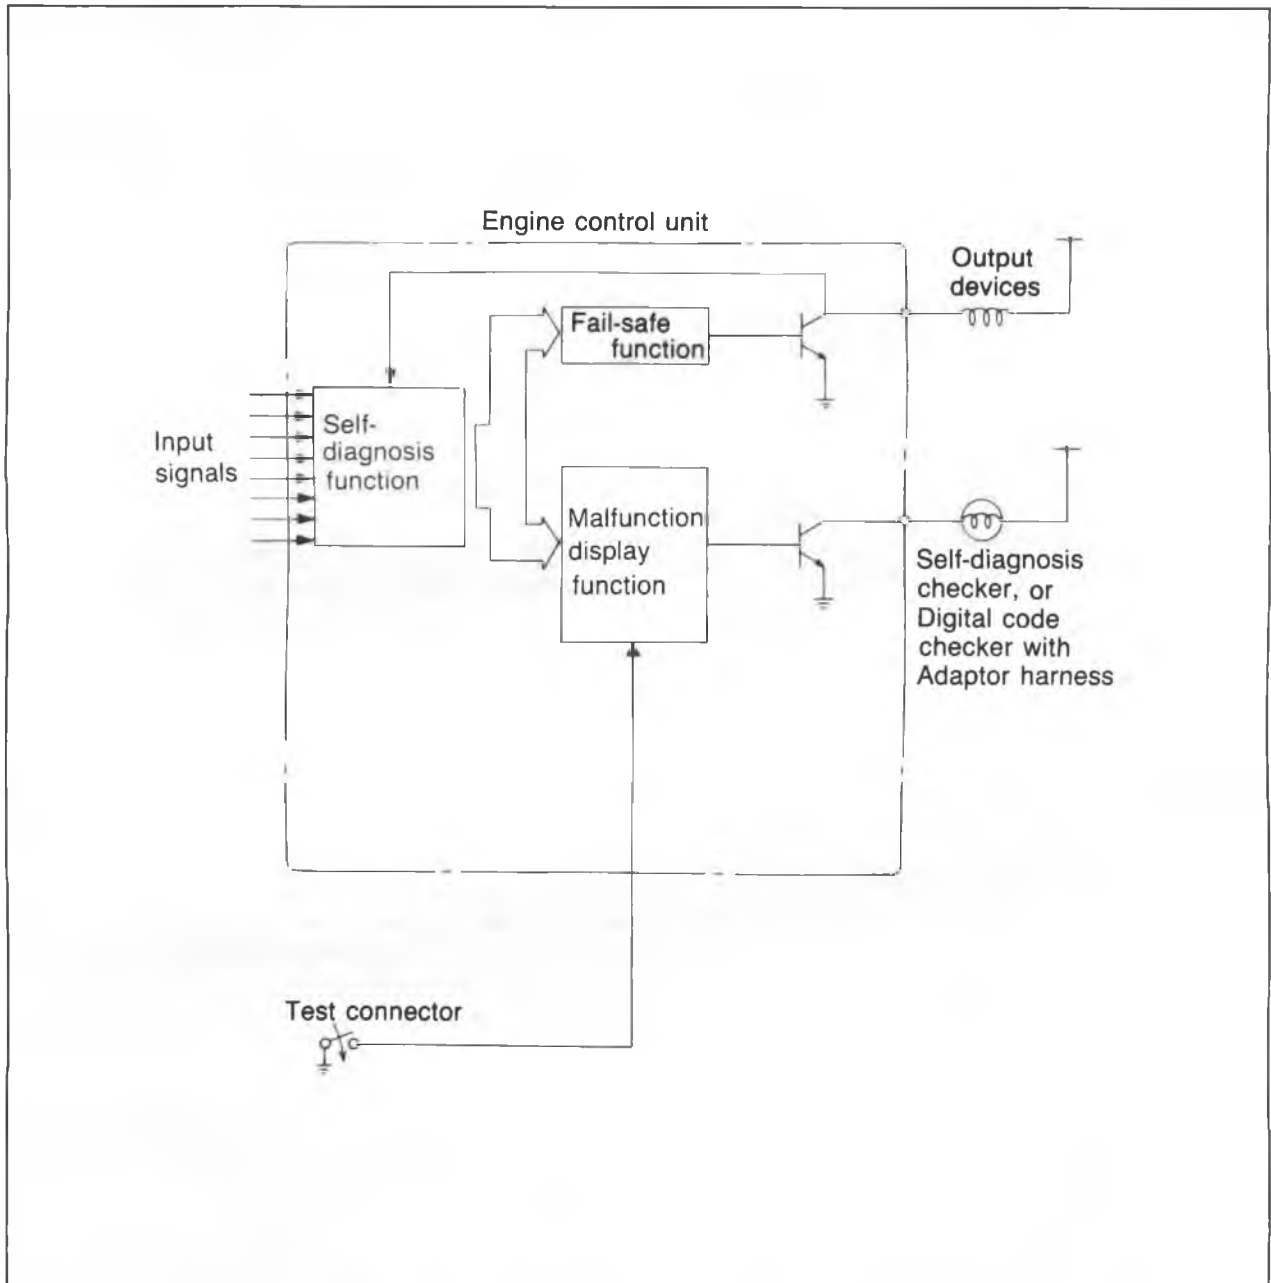 Engine control unit
Output
devices
Fail-safe
function
Self-
diagnosis
function
Input
signals
Malfunction
display
function
Self-diagnosis
checker, or
Digital code
checker with
Adaptor harness
Test connector